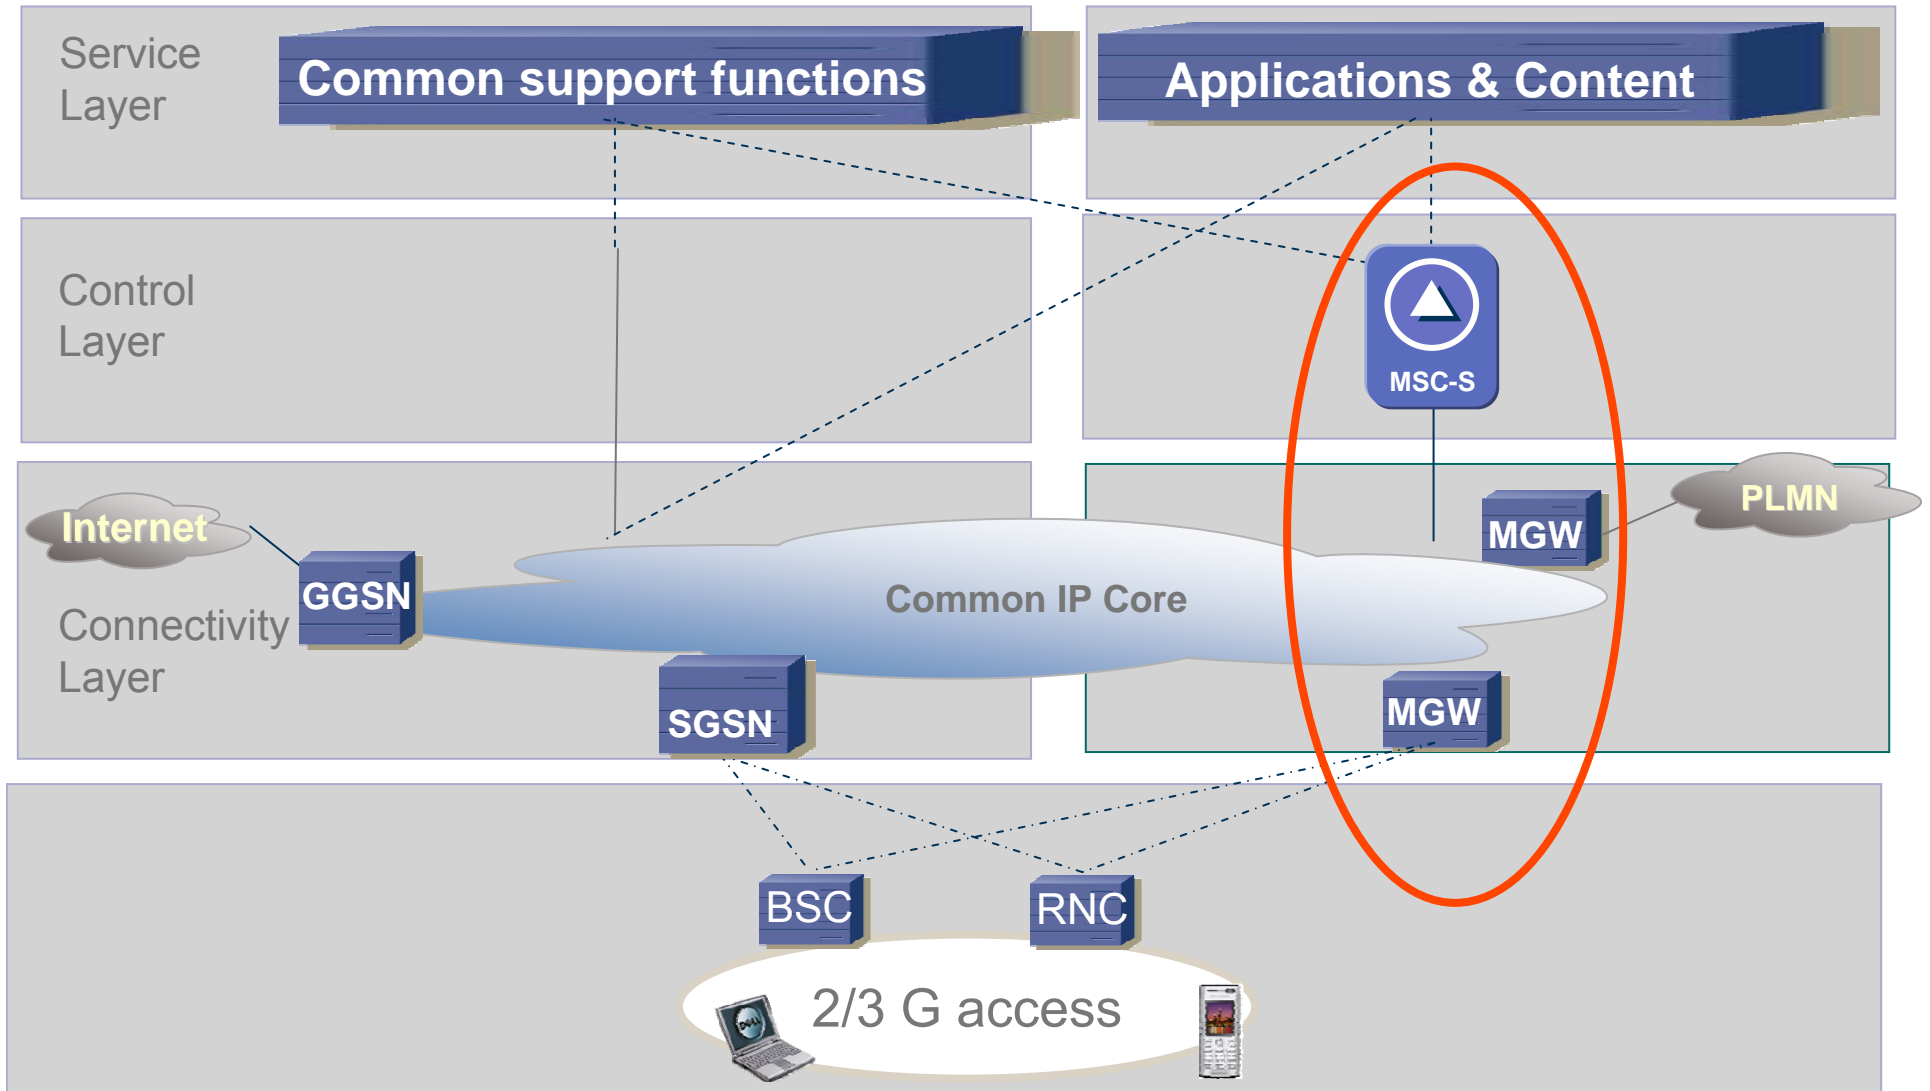 Service
Layer
Common support functions
Applications & Content
Control
Layer
MSC-S
Internet
GGSN
Connectivity
Layer
Common IP Core
MGW
PLMN
SGSN
MGW
BSC
RNC
2/3 G access
DELL